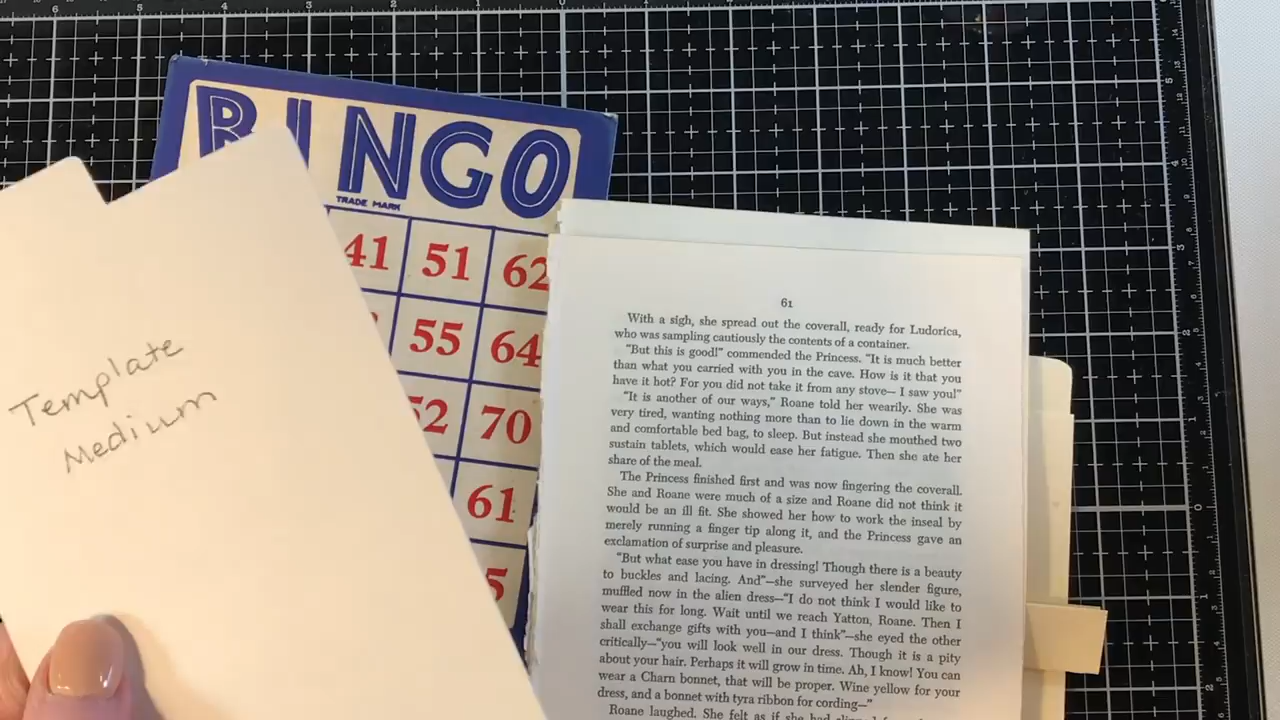 BINGO
TRADE MARK
41 51 62
55 64
52 70
61
5
Template
Medium
61
With a sigh, she spread out the coverall, ready for Ludorica,
who was sampling cautiously the contents of a container.
"But this is good!" commended the Princess. "It is much better
than what you carried with you in the cave. How is it that you
have it hot? For you did not take it from any stove—I saw you!"
"It is another of our ways," Roane told her wearily. She was
very tired, wanting nothing more than to lie down in the warm
and comfortable bed bag, to sleep. But instead she mouthed two
sustain tablets, which would ease her fatigue. Then she ate her
share of the meal.
The Princess finished first and was now fingering the coverall.
She and Roane were much of a size and Roane did not think it
would be an ill fit. She showed her how to work the inseal by
merely running a finger tip along it, and the Princess gave an
exclamation of surprise and pleasure.
"But what ease you have in dressing! Though there is a beauty
to buckles and lacing. And"—she surveyed her slender figure,
muffled now in the alien dress—"I do not think I would like to
wear this for long. Wait until we reach Yatton, Roane. Then I
shall exchange gifts with you—and I think"—she eyed the other
critically—"you will look well in our dress. Though it is a pity
about your hair. Perhaps it will grow in time. Ah, I know! You can
wear a Charn bonnet, that will be proper. Wine yellow for your
dress, and a bonnet with tyra ribbon for cording—"
Roane laughed. She felt as if she had